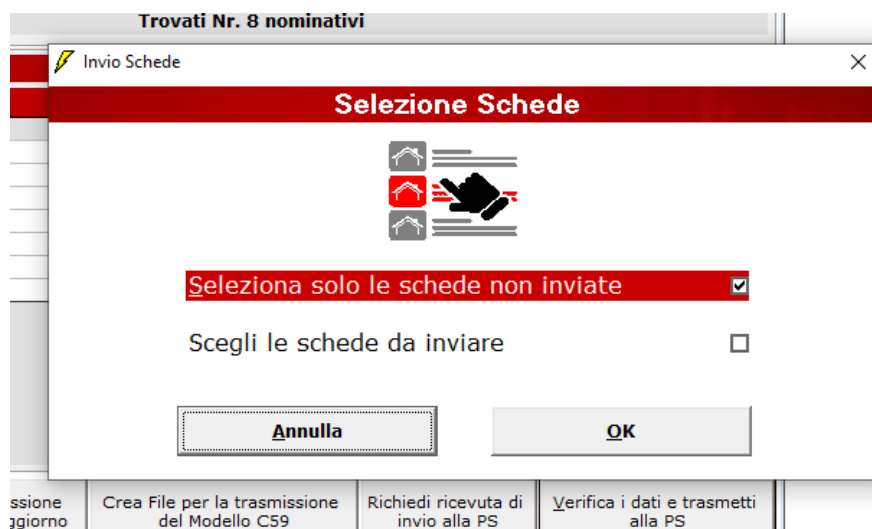 Trovati Nr. 8 nominativi
Invio Schede
Selezione Schede
Seleziona solo le schede non inviate
Scegli le schede da inviare
Annulla
OK
Crea File per la trasmissione
del Modello C59
Richiedi ricevuta di
invio alla PS
Verifica i dati e trasmetti
alla PS